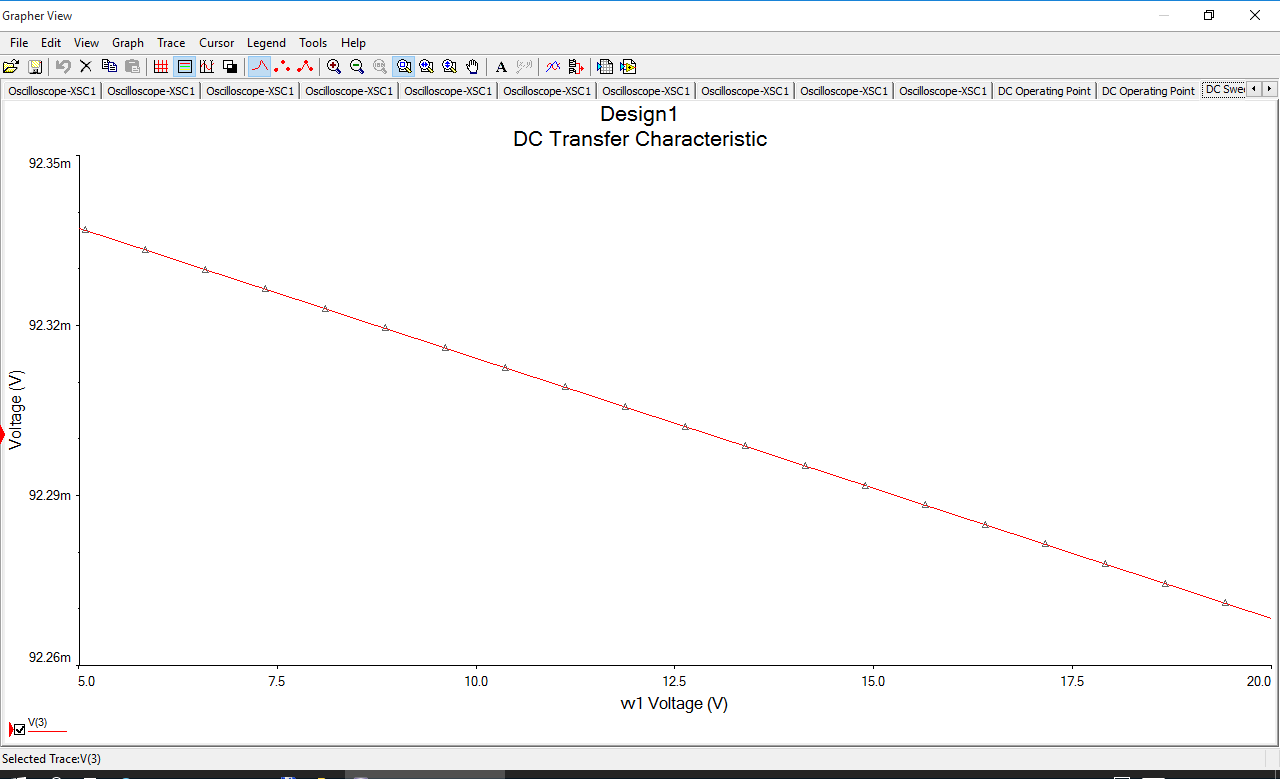 Grapher View
File Edit View Graph Trace Cursor Legend Tools Help
A
Oscilloscope-XSC1 Oscilloscope-XSC1 Oscilloscope-XSC1 Oscilloscope-XSC1 Oscilloscope-XSC1 Oscilloscope-XSC1 Oscilloscope-XSC1 Oscilloscope-XSC1 Oscilloscope-XSC1 Oscilloscope-XSC1 DC Operating Point DC Operating Point DC Swe
Design1
DC Transfer Characteristic
92.35m
92.32m
92.29m
92.26m
Voltage (V)
5.0 7.5 10.0 12.5 15.0 17.5 20.0
vv1 Voltage (V)
V(3)
Selected Trace:V(3)